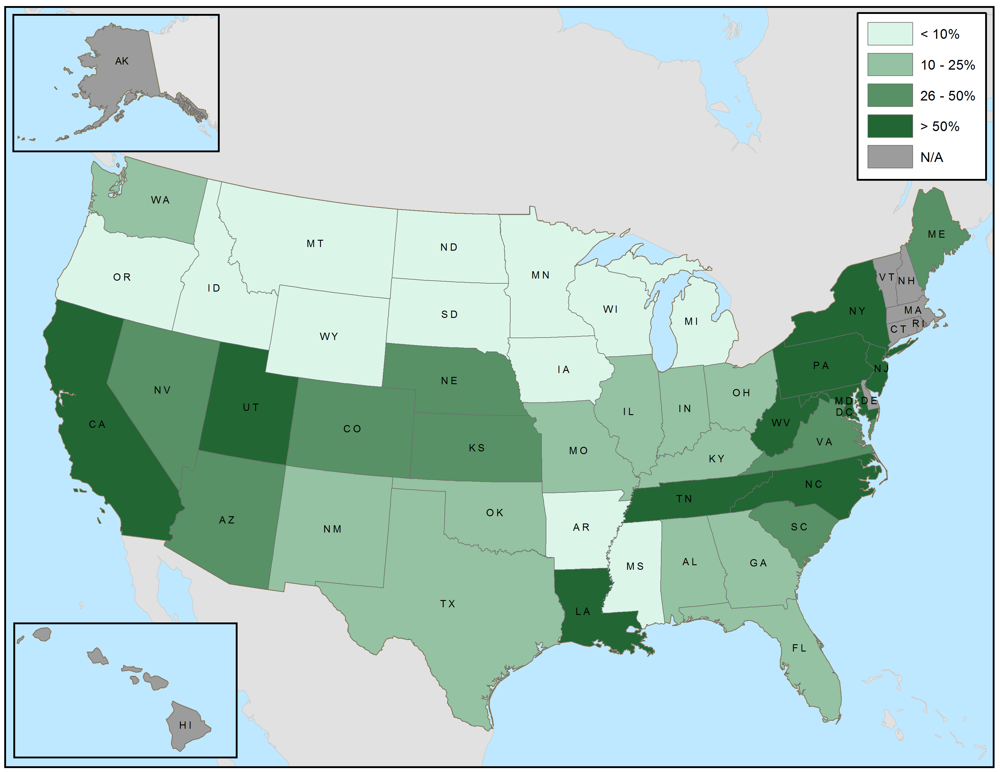 < 10%
10 - 25%
26 - 50%
> 50%
N/A
AK
WA
MT
ND
ME
OR
ID
MN
VT
NH
SD
WI
MI
NY
MA
CT
RI
WY
IA
PA
NJ
NE
NV
OH
UT
IL
IN
MD
DE
DC
CA
CO
WV
KS
MO
VA
KY
NC
TN
AZ
NM
OK
AR
SC
MS
AL
GA
TX
LA
FL
HI